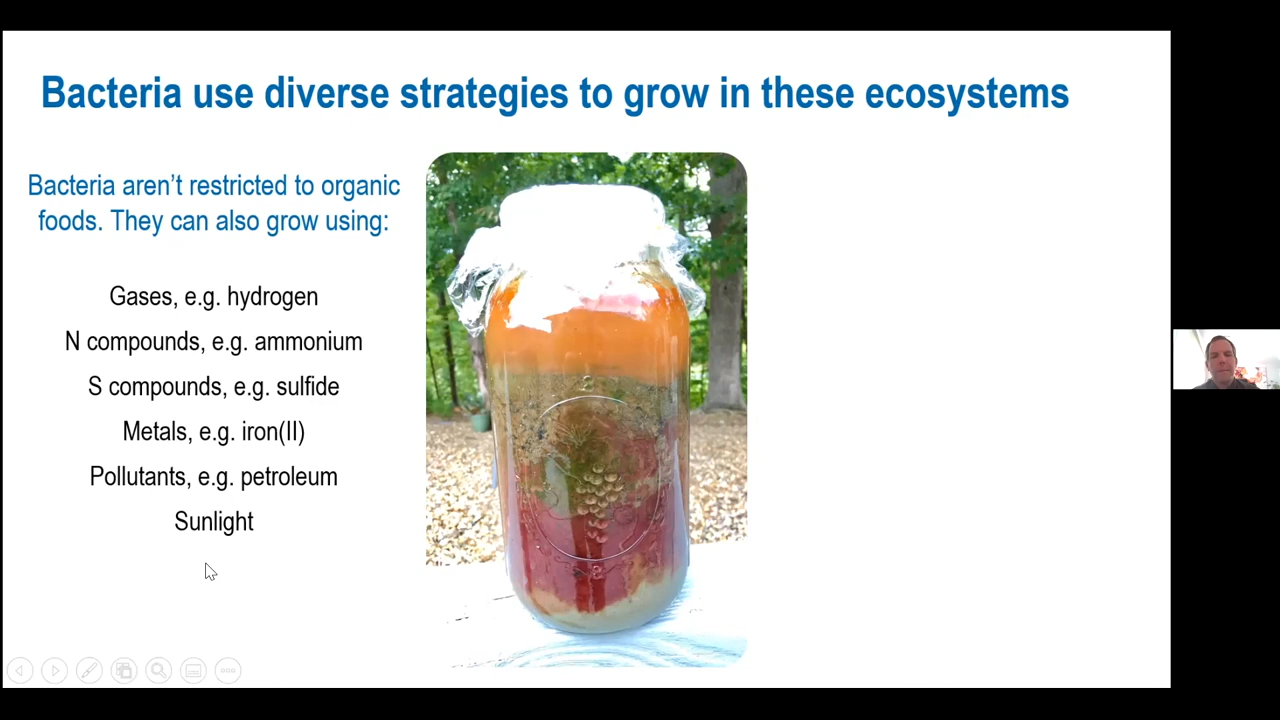 Bacteria use diverse strategies to grow in these ecosystems
Bacteria aren't restricted to organic
foods. They can also grow using:
Gases, e.g. hydrogen
N compounds, e.g. ammonium
S compounds, e.g. sulfide
Metals, e.g. iron(II)
Pollutants, e.g. petroleum
Sunlight